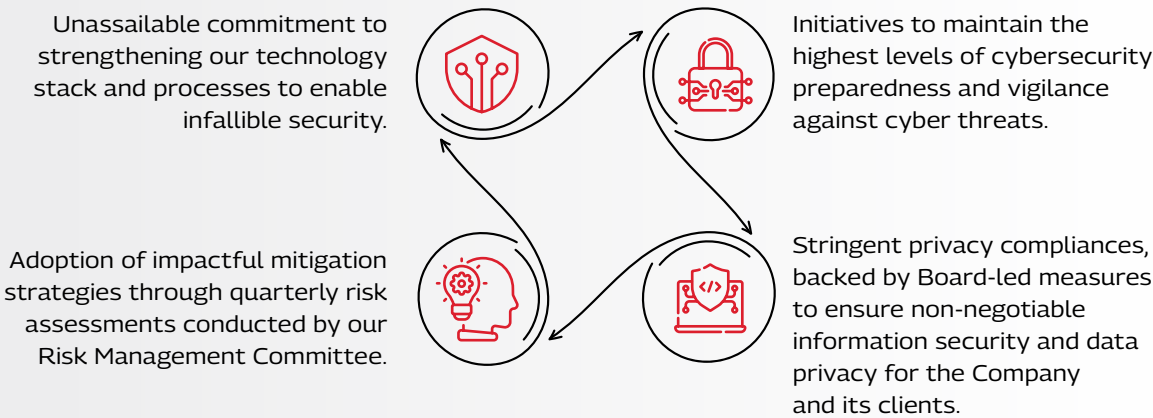 Unassailable commitment to
strengthening our technology
stack and processes to enable
infallible security.
Initiatives to maintain the
highest levels of cybersecurity
preparedness and vigilance
against cyber threats.
Adoption of impactful mitigation
strategies through quarterly risk
assessments conducted by our
Risk Management Committee.
Stringent privacy compliances,
backed by Board-led measures
to ensure non-negotiable
information security and data
privacy for the Company
and its clients.